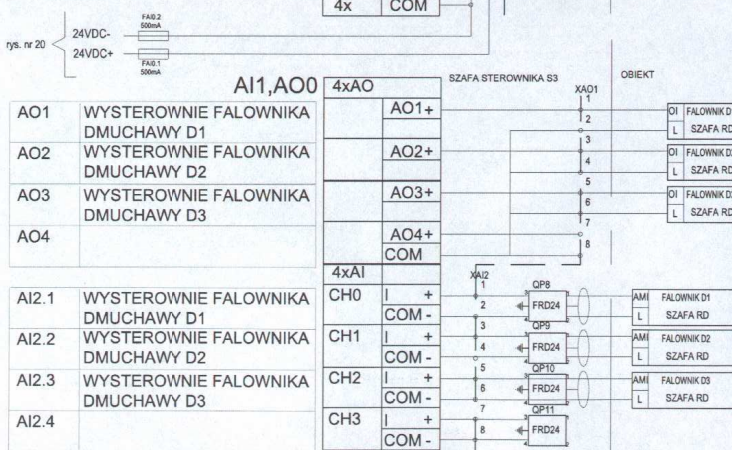 4x COM
FAI0.2
500mA
24VDC-
rys. nr 20
24VDC+
FAI0.1
500mA
AI1,AO0 4xAO
SZAFA STEROWNIKA S3
OBIEKT
XAO1
1
AO1 WYSTEROWNIE FALOWNIKA DMUCHAWY D1 AO1+
OI FALOWNIK D1
2
L SZAFA RD
3
AO2 WYSTEROWNIE FALOWNIKA DMUCHAWY D2 AO2+
OI FALOWNIK D2
4
L SZAFA RD
5
AO3 WYSTEROWNIE FALOWNIKA DMUCHAWY D3 AO3+
OI FALOWNIK D3
6
L SZAFA RD
7
AO4 AO4+
8
COM
4xAI
XAI2
1
QP8
AI2.1 WYSTEROWNIE FALOWNIKA DMUCHAWY D1 CH0 I +
AMI FALOWNIK D1
2
FRD24
COM -
L SZAFA RD
3
QP9
AI2.2 WYSTEROWNIE FALOWNIKA DMUCHAWY D2 CH1 I +
AMI FALOWNIK D2
4
FRD24
COM -
L SZAFA RD
5
QP10
AI2.3 WYSTEROWNIE FALOWNIKA DMUCHAWY D3 CH2 I +
AMI FALOWNIK D3
6
FRD24
COM -
L SZAFA RD
7
QP11
AI2.4 CH3 I +
8
FRD24
COM -